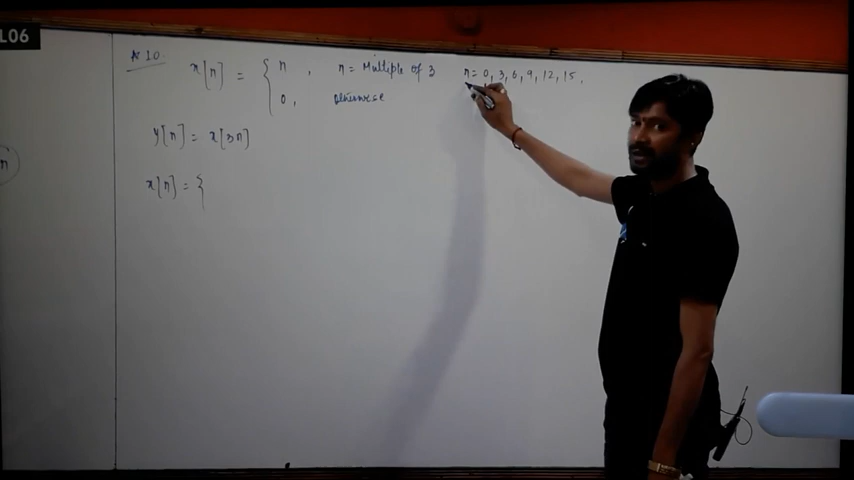 L06
* 10.
x[n] = { n , n = Multiple of 3 n = 0, 3, 6, 9, 12, 15,
0, otherwise
y[n] = x[3n]
n
x[n] = {